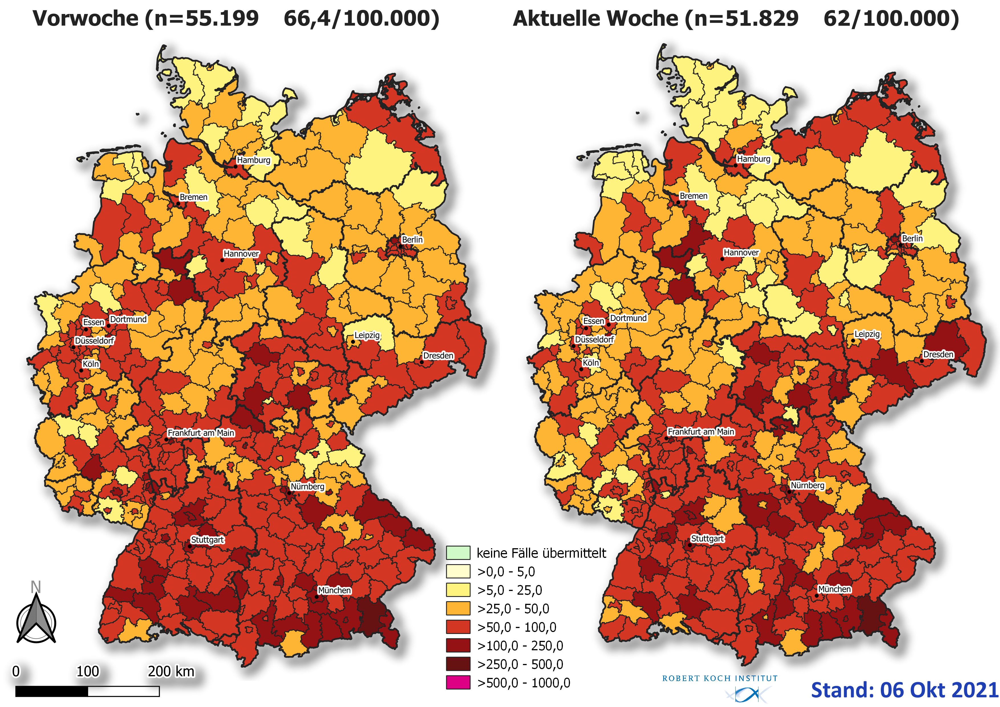 Vorwoche (n=55.199 66,4/100.000)
Aktuelle Woche (n=51.829 62/100.000)
Hamburg
Bremen
Berlin
Hannover
Essen
Dortmund
Düsseldorf
Leipzig
Köln
Dresden
Frankfurt am Main
Nürnberg
Stuttgart
München
Hamburg
Bremen
Berlin
Hannover
Essen
Dortmund
Düsseldorf
Leipzig
Köln
Dresden
Frankfurt am Main
Nürnberg
Stuttgart
München
keine Fälle übermittelt
>0,0 - 5,0
>5,0 - 25,0
>25,0 - 50,0
>50,0 - 100,0
>100,0 - 250,0
>250,0 - 500,0
>500,0 - 1000,0
N
0 100 200 km
ROBERT KOCH INSTITUT
Stand: 06 Okt 2021